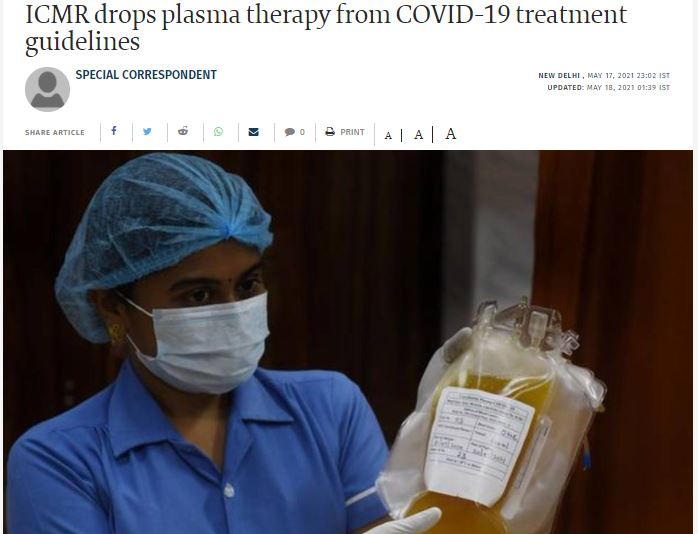 ICMR drops plasma therapy from COVID-19 treatment
guidelines
SPECIAL CORRESPONDENT
NEW DELHI , MAY 17, 2021 23:02 IST
UPDATED: MAY 18, 2021 01:39 IST
SHARE ARTICLE
0
PRINT
A | A | A